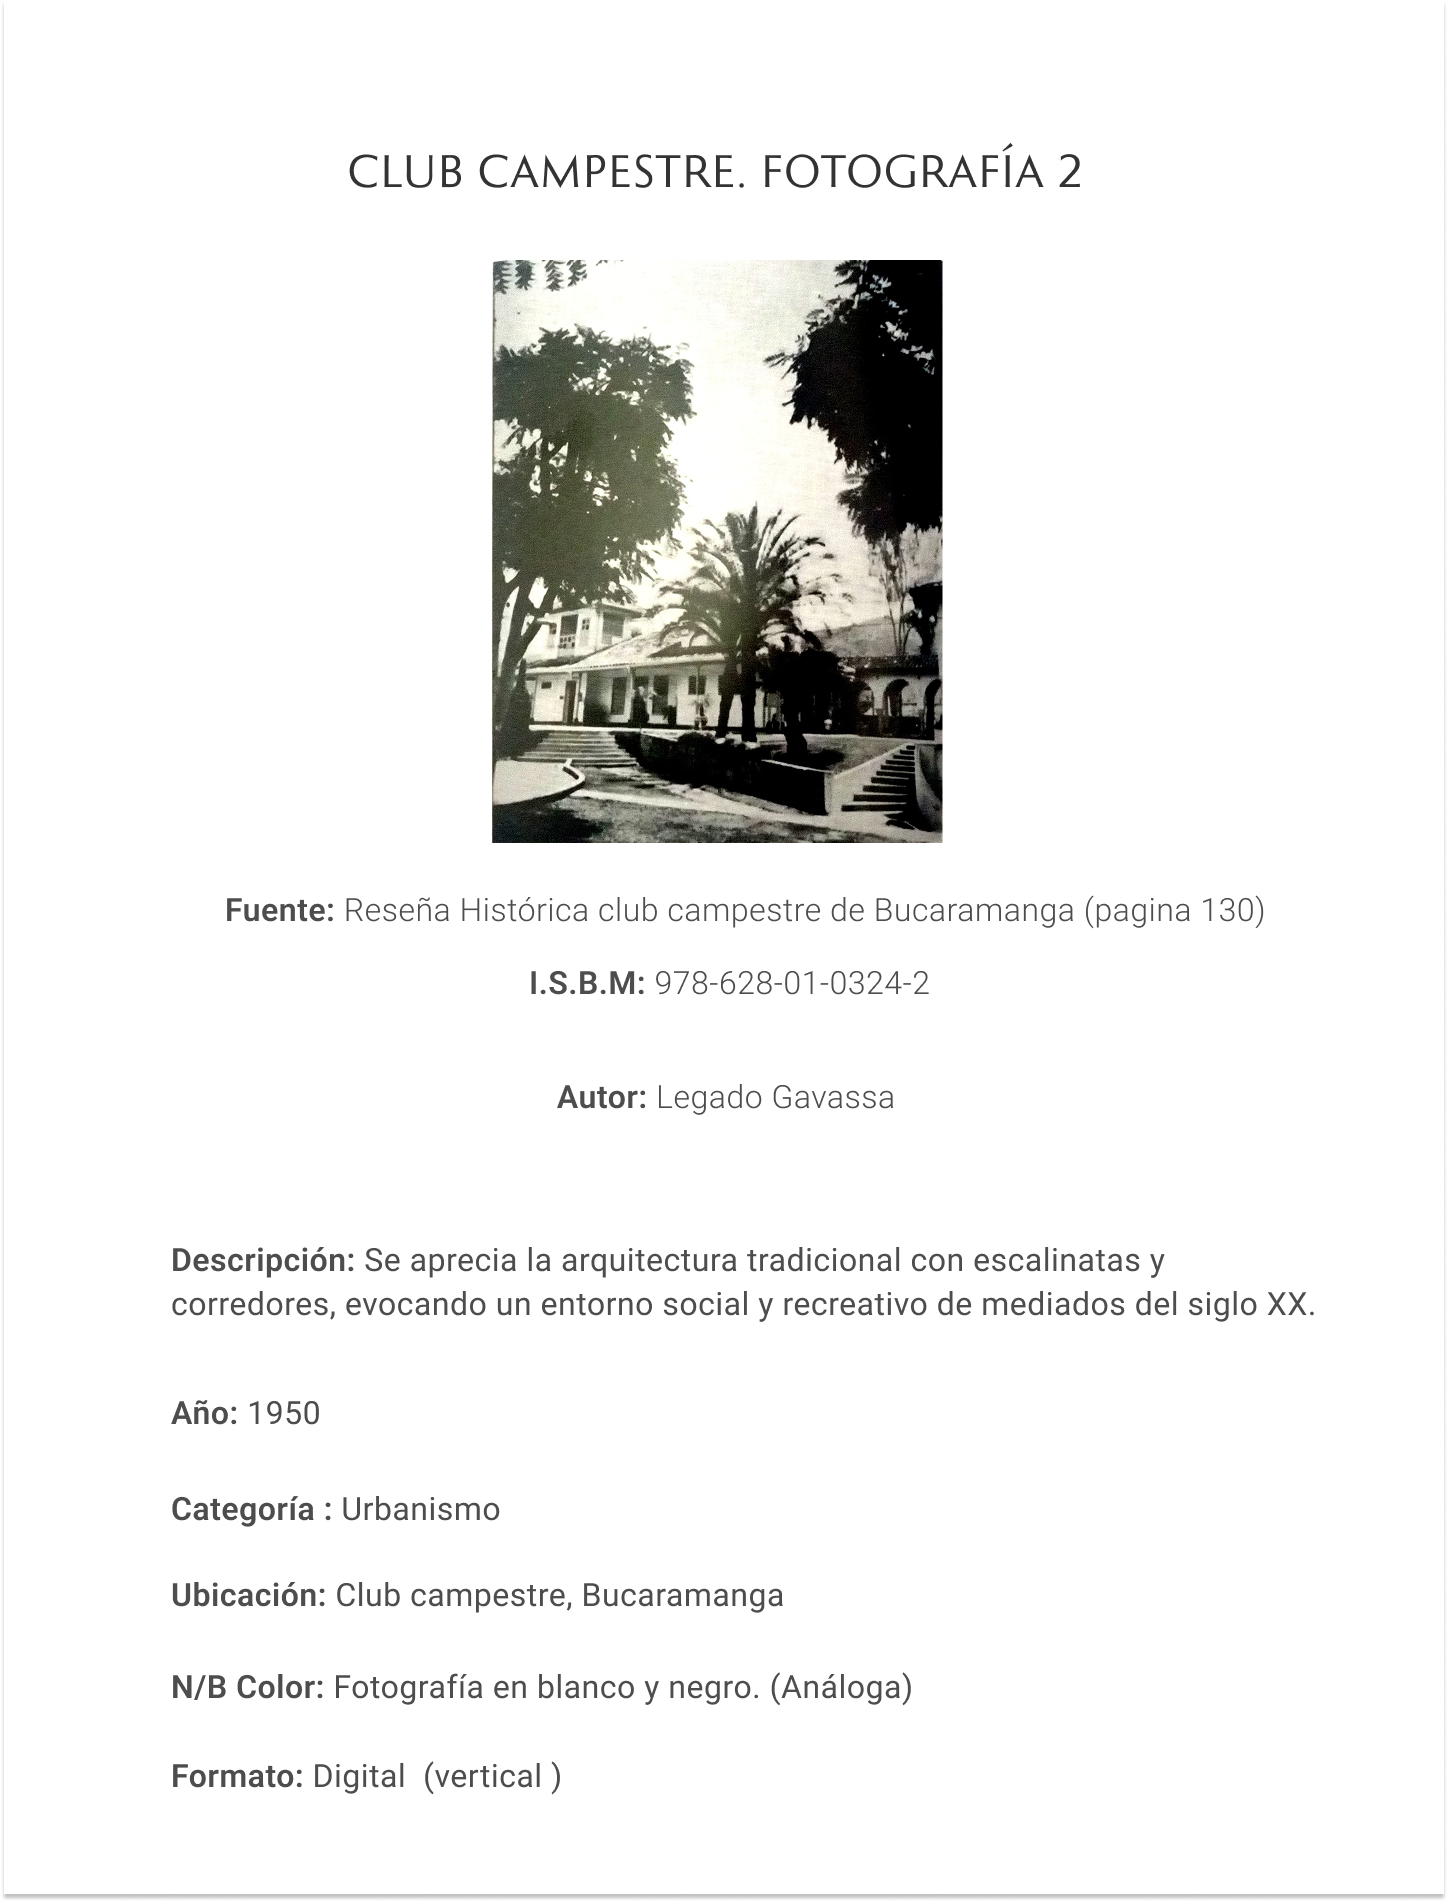 CLUB CAMPESTRE. FOTOGRAFÍA 2
Fuente: Reseña Histórica club campestre de Bucaramanga (pagina 130)
I.S.B.M: 978-628-01-0324-2
Autor: Legado Gavassa
Descripción: Se aprecia la arquitectura tradicional con escalinatas y
corredores, evocando un entorno social y recreativo de mediados del siglo XX.
Año: 1950
Categoría : Urbanismo
Ubicación: Club campestre, Bucaramanga
N/B Color: Fotografía en blanco y negro. (Análoga)
Formato: Digital  (vertical )